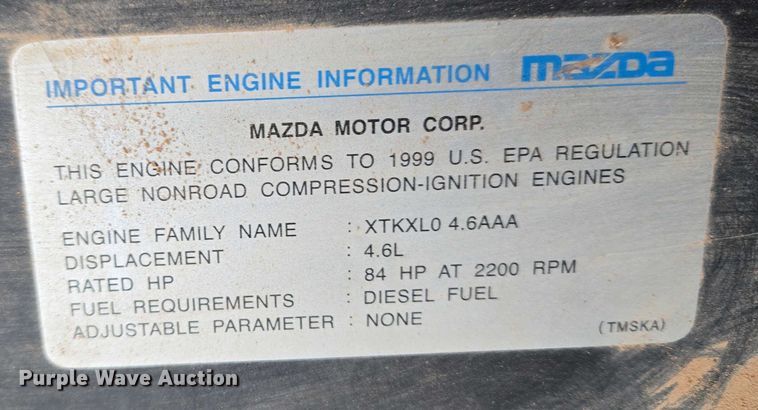 IMPORTANT ENGINE INFORMATION mazda
MAZDA MOTOR CORP.
THIS ENGINE CONFORMS TO 1999 U.S. EPA REGULATION
LARGE NONROAD COMPRESSION-IGNITION ENGINES
ENGINE FAMILY NAME : XTKXL0 4.6AAA
DISPLACEMENT : 4.6L
RATED HP : 84 HP AT 2200 RPM
FUEL REQUIREMENTS : DIESEL FUEL
ADJUSTABLE PARAMETER : NONE
(TMSKA)
Purple Wave Auction